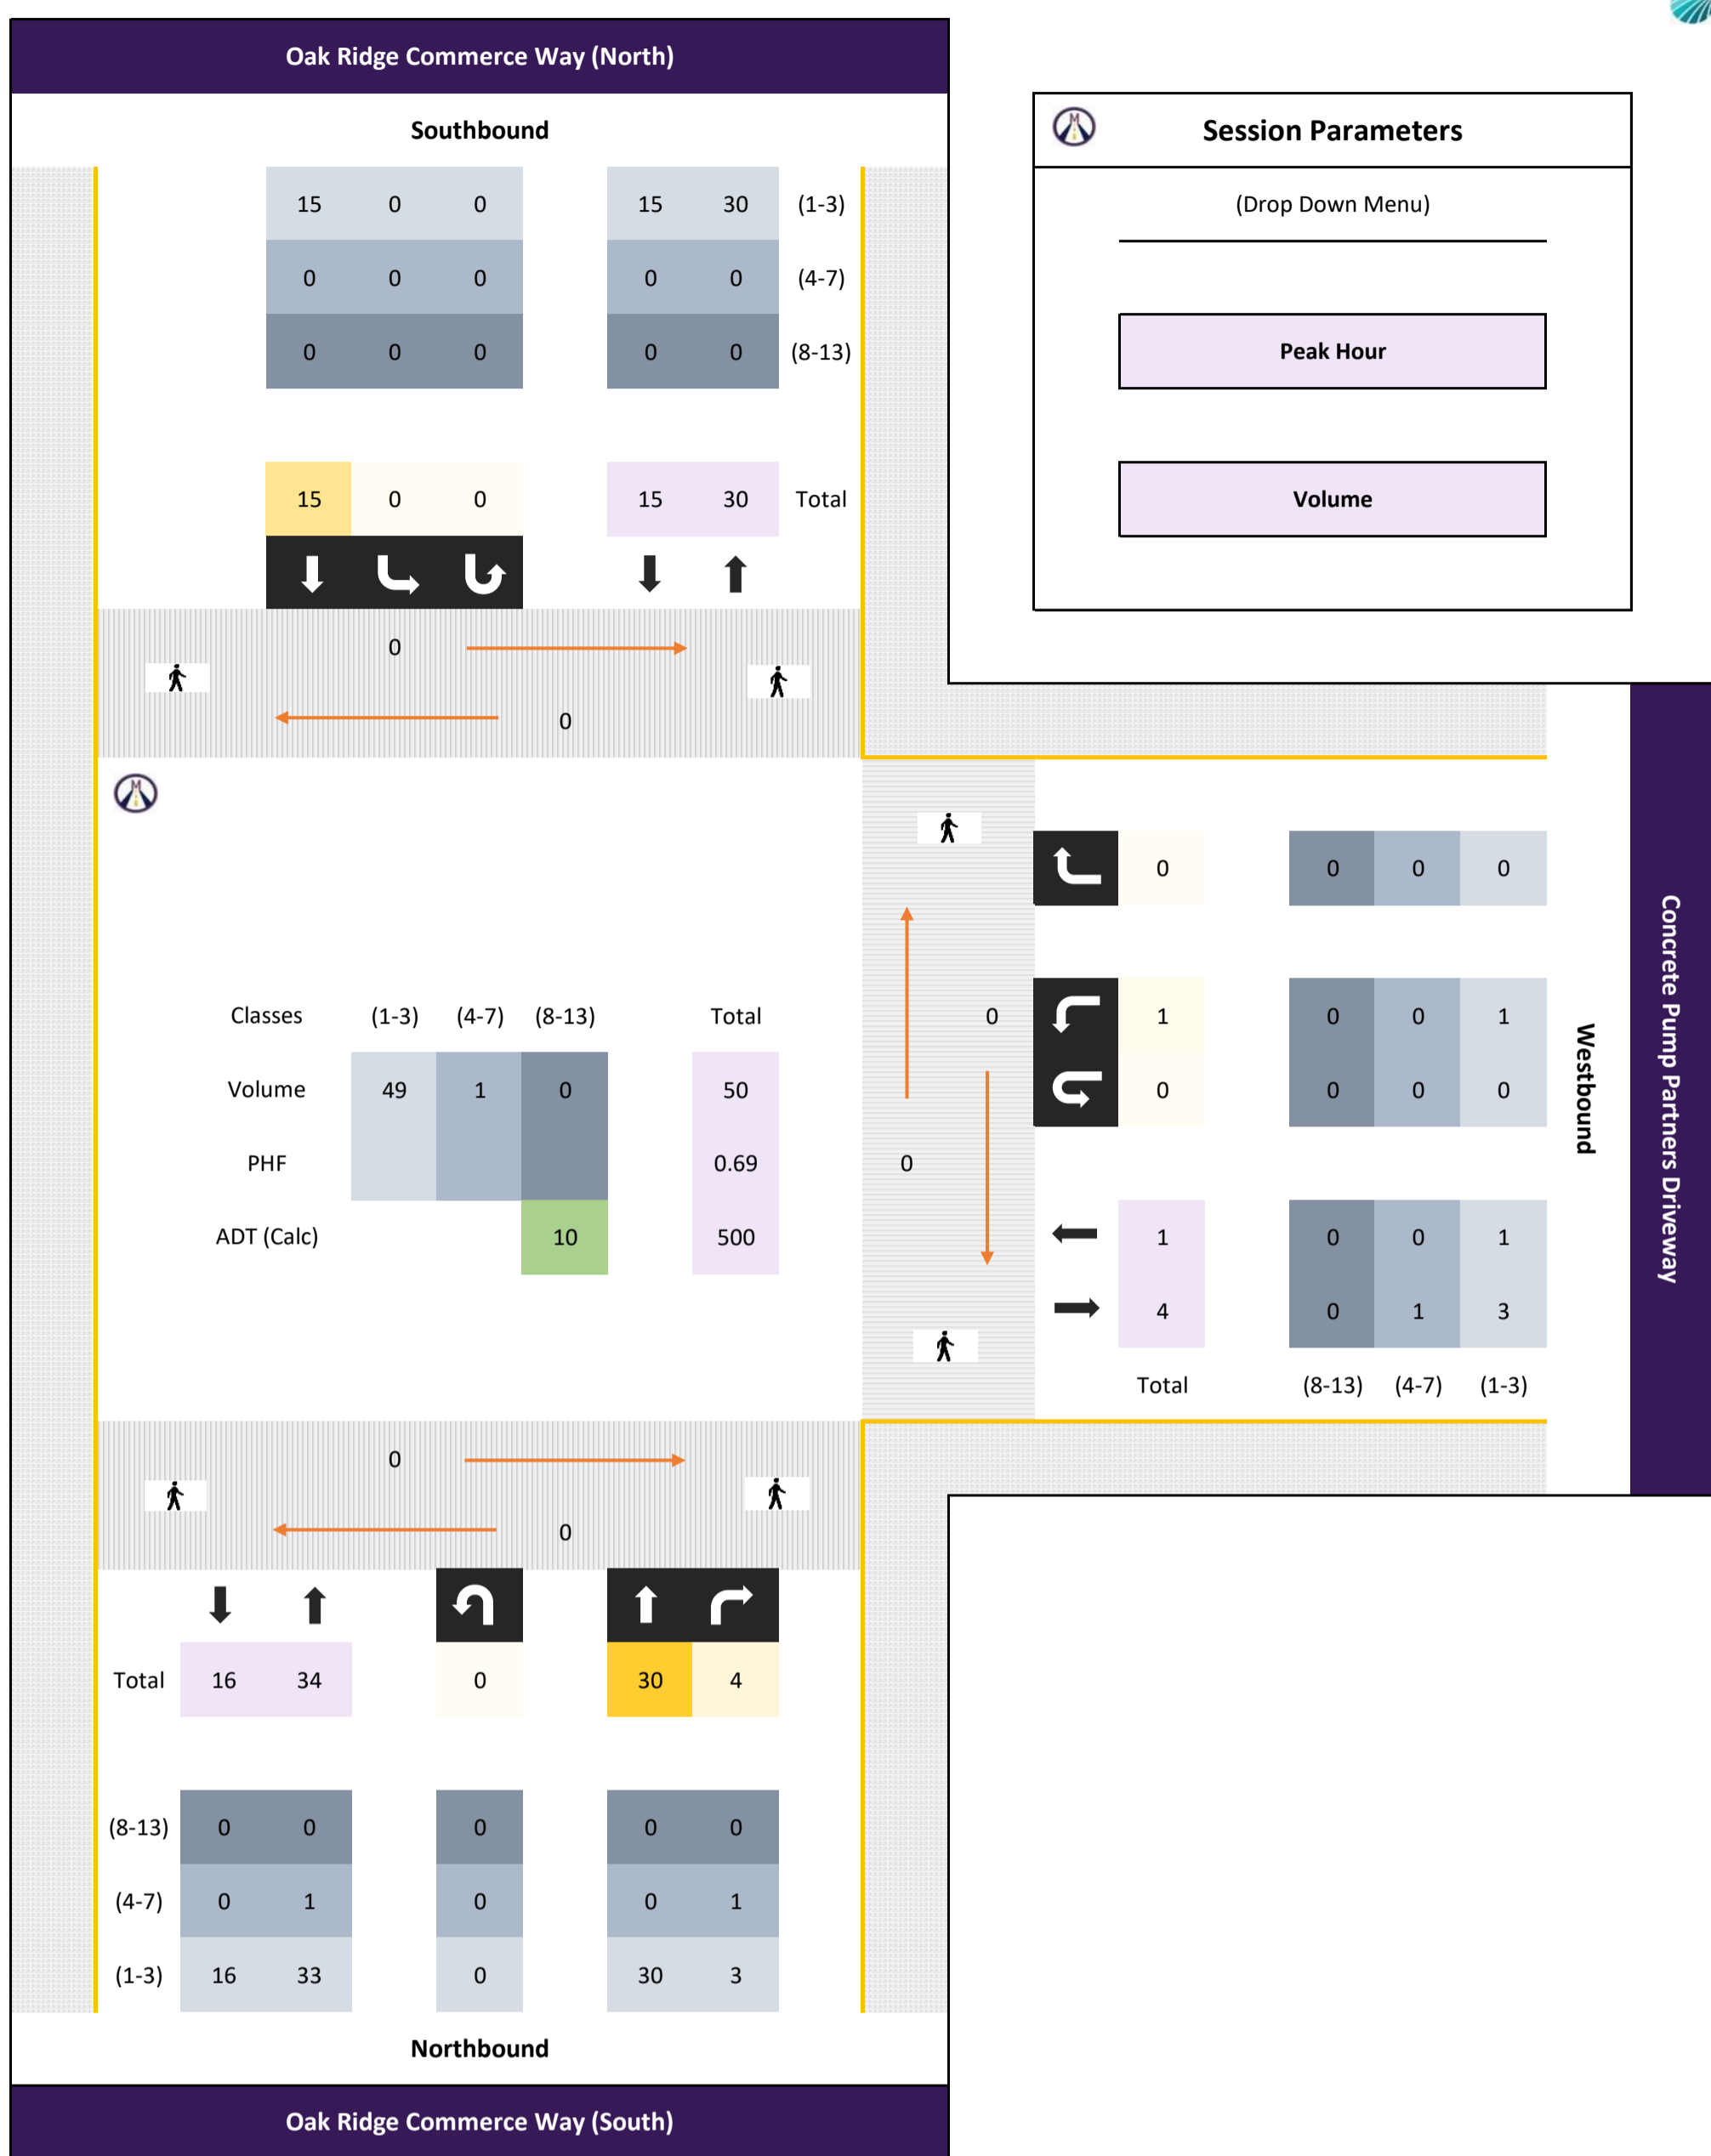 Oak Ridge Commerce Way (North)
Southbound
Session Parameters
(Drop Down Menu)
Peak Hour
Volume
15 0 0 15 30 (1-3)
0 0 0 0 0 (4-7)
0 0 0 0 0 (8-13)
15 0 0 15 30 Total
0
0
0 0 0 0
Classes (1-3) (4-7) (8-13) Total
Volume 49 1 0 50
PHF 0.69
ADT (Calc) 10 500
0
0
1 0 0 1
0 0 0 0
1 0 0 1
4 0 1 3
Total (8-13) (4-7) (1-3)
Westbound
Concrete Pump Partners Driveway
0
0
Total 16 34 0 30 4
(8-13) 0 0 0 0 0
(4-7) 0 1 0 0 1
(1-3) 16 33 0 30 3
Northbound
Oak Ridge Commerce Way (South)